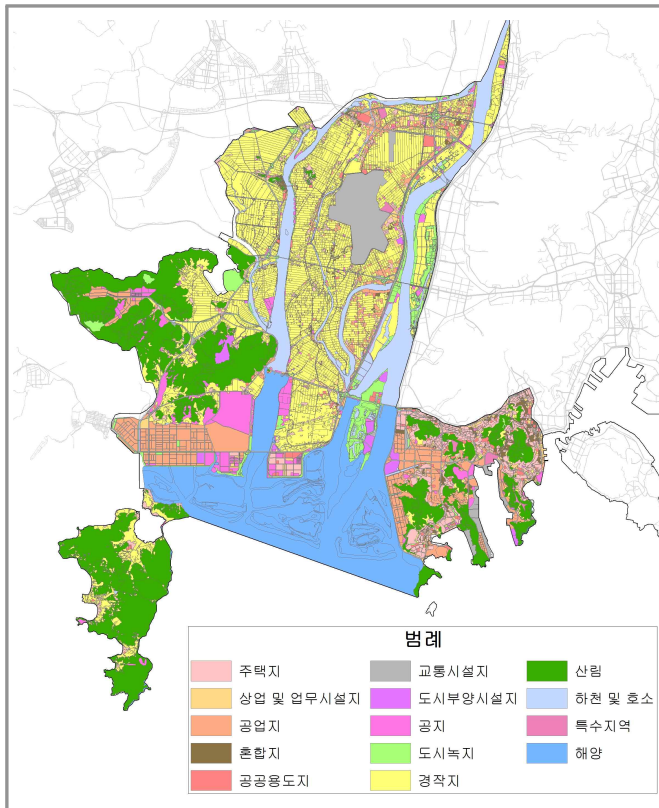 범례
주택지
교통시설지
산림
상업 및 업무시설지
도시부양시설지
하천 및 호소
공업지
공지
특수지역
혼합지
도시녹지
해양
공공용도지
경작지